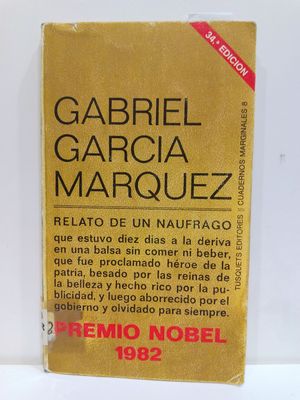 34.ª EDICION
GABRIEL
GARCIA
MARQUEZ
RELATO DE UN NAUFRAGO
que estuvo diez dias a la deriva
en una balsa sin comer ni beber,
que fue proclamado héroe de la
patria, besado por las reinas de
la belleza y hecho rico por la pu-
blicidad, y luego aborrecido por el
gobierno y olvidado para siempre.
PREMIO NOBEL
1982
TUSQUETS EDITORES CUADERNOS MARGINALES 8